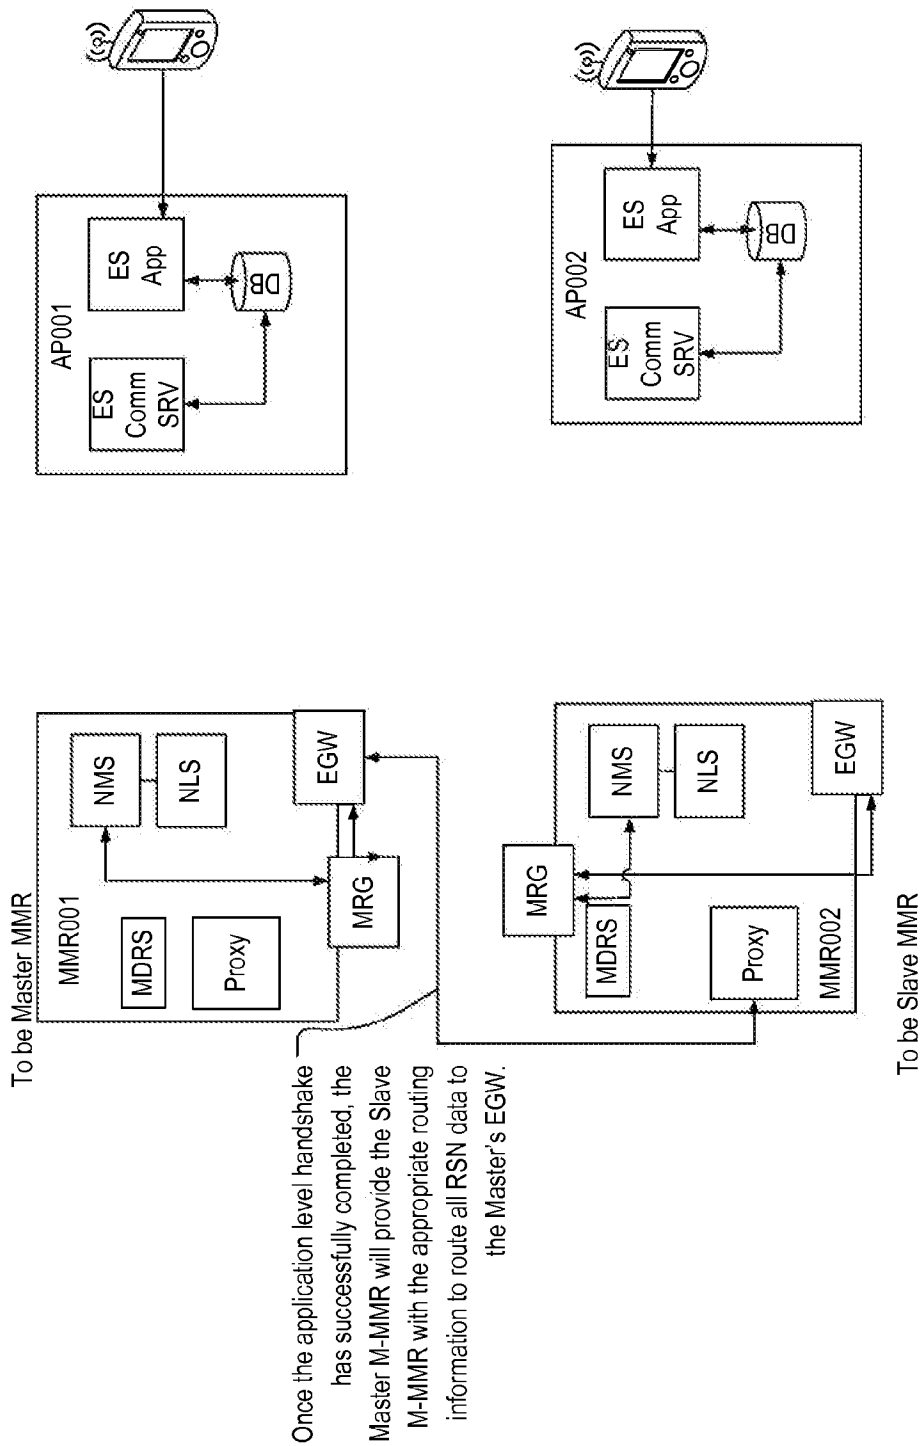 To be Master MMR
MMR001
MDRS
Proxy
NMS
NLS
MRG
EGW
AP001
ES
Comm
SRV
ES
App
DB
Once the application level handshake
has successfully completed, the
Master M-MMR will provide the Slave
M-MMR with the appropriate routing
information to route all RSN data to
the Master's EGW.
MRG
MDRS
NMS
NLS
Proxy
EGW
MMR002
To be Slave MMR
AP002
ES
Comm
SRV
ES
App
DB